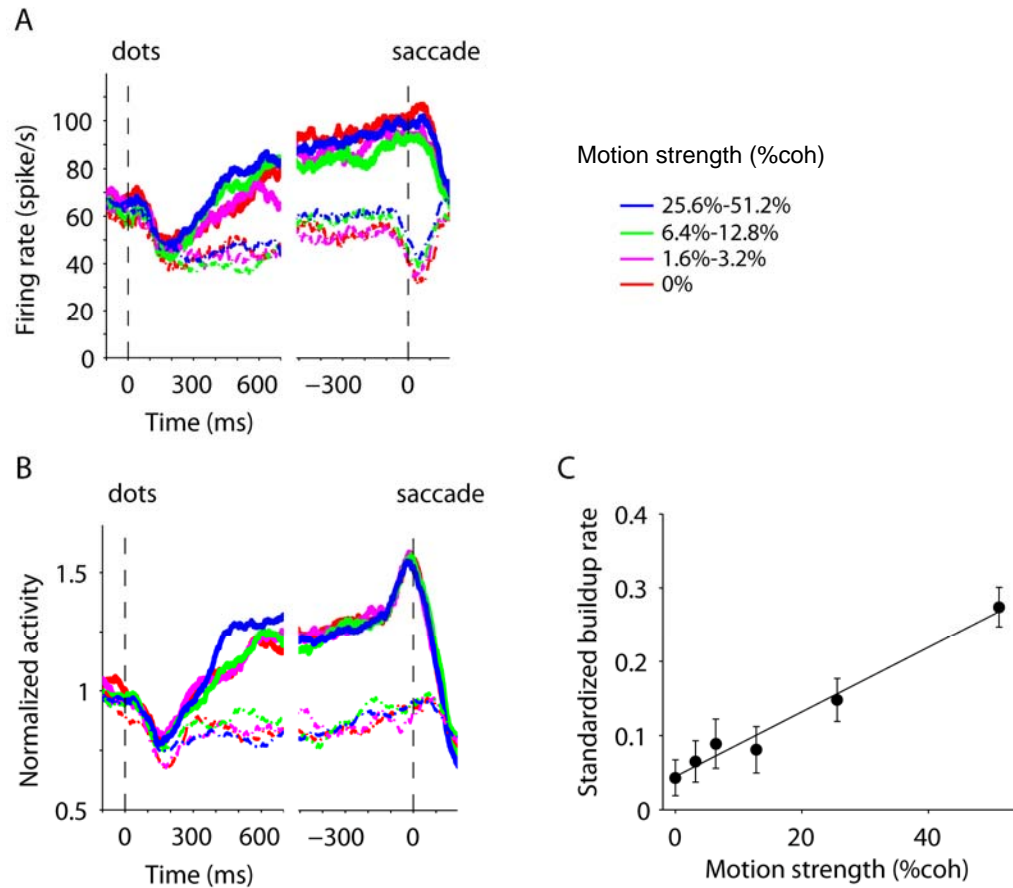 A
dots
saccade
Firing rate (spike/s)
100
80
60
40
20
0
0
300
600
−300
0
Time (ms)
Motion strength (%coh)
25.6%-51.2%
6.4%-12.8%
1.6%-3.2%
0%
B
dots
saccade
Normalized activity
1.5
1
0.5
0
300
600
−300
0
Time (ms)
C
Standardized buildup rate
0.4
0.3
0.2
0.1
0
0
20
40
Motion strength (%coh)